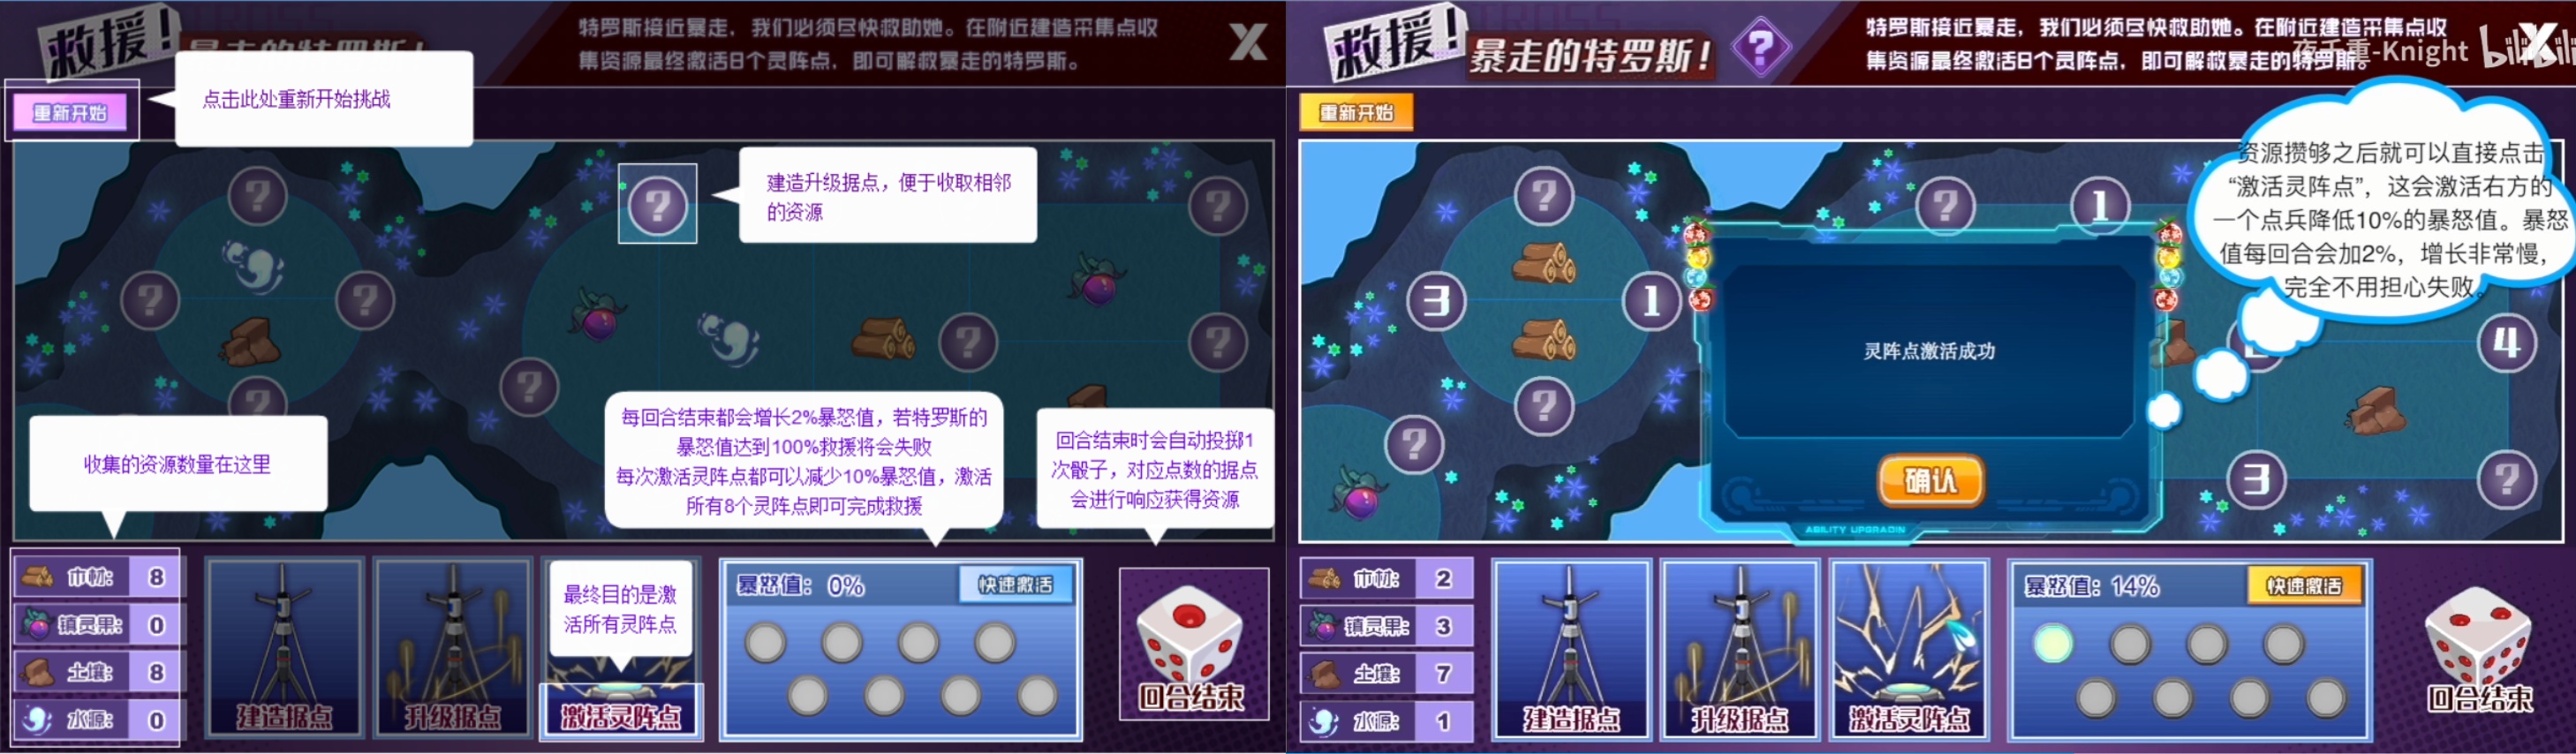 救援！
暴走的特罗斯！
特罗斯接近暴走，我们必须尽快救助她。在附近建造采集点收
集资源最终激活8个灵阵点，即可解救暴走的特罗斯。
X
重新开始
点击此处重新开始挑战
?
建造升级据点，便于收取相邻
的资源
?
?
?
?
?
?
?
?
收集的资源数量在这里
每回合结束都会增长2%暴怒值，若特罗斯的
暴怒值达到100%救援将会失败
每次激活灵阵点都可以减少10%暴怒值，激活
所有8个灵阵点即可完成救援
回合结束时会自动投掷1
次骰子，对应点数的据点
会进行响应获得资源
木材： 8
镇灵果： 0
土壤： 8
水源： 0
建造据点
升级据点
最终目的是激
活所有灵阵点
激活灵阵点
暴怒值： 0%
快速激活
回合结束
救援！
暴走的特罗斯！
?
特罗斯接近暴走，我们必须尽快救助她。在附近建造采集点收
集资源最终激活8个灵阵点，即可解救暴走的特罗斯。
夜千重-Knight
bilibili
X
重新开始
资源攒够之后就可以直接点击
“激活灵阵点”，这会激活右方的
一个点兵降低10%的暴怒值。暴怒
值每回合会加2%，增长非常慢，
完全不用担心失败。
?
?
1
3
1
4
?
?
3
?
灵阵点激活成功
确认
ABILITY UPGRADIN
木材： 2
镇灵果： 3
土壤： 7
水源： 1
建造据点
升级据点
激活灵阵点
暴怒值： 14%
快速激活
回合结束